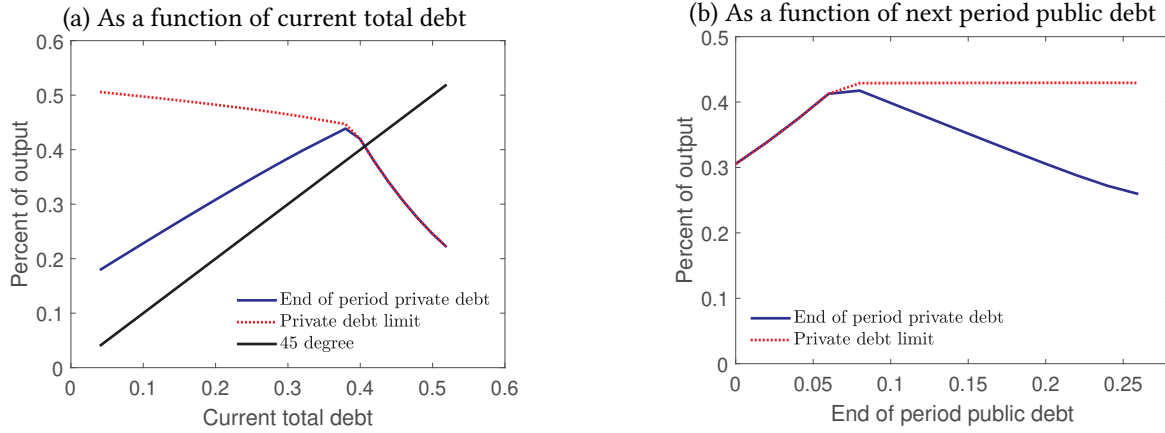 (a) As a function of current total debt
0.6
0.5
0.4
0.3
0.2
0.1
0
Percent of output
End of period private debt
Private debt limit
45 degree
0 0.1 0.2 0.3 0.4 0.5 0.6
Current total debt
(b) As a function of next period public debt
0.5
0.4
0.3
0.2
0.1
0
Percent of output
End of period private debt
Private debt limit
0 0.05 0.1 0.15 0.2 0.25
End of period public debt